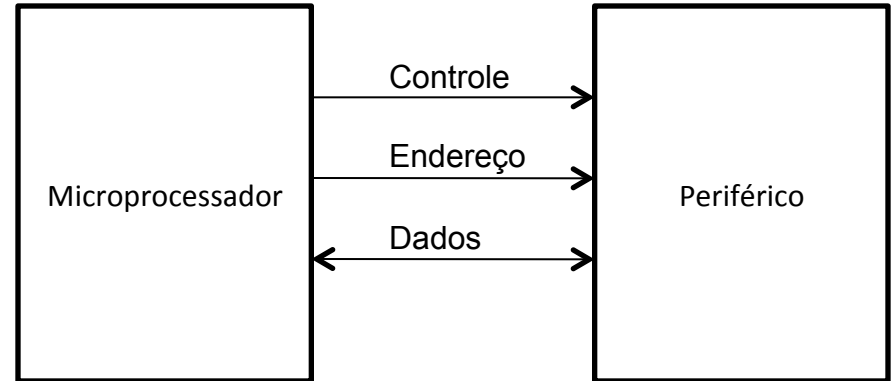 Controle
Endereço
Microprocessador
Periférico
Dados